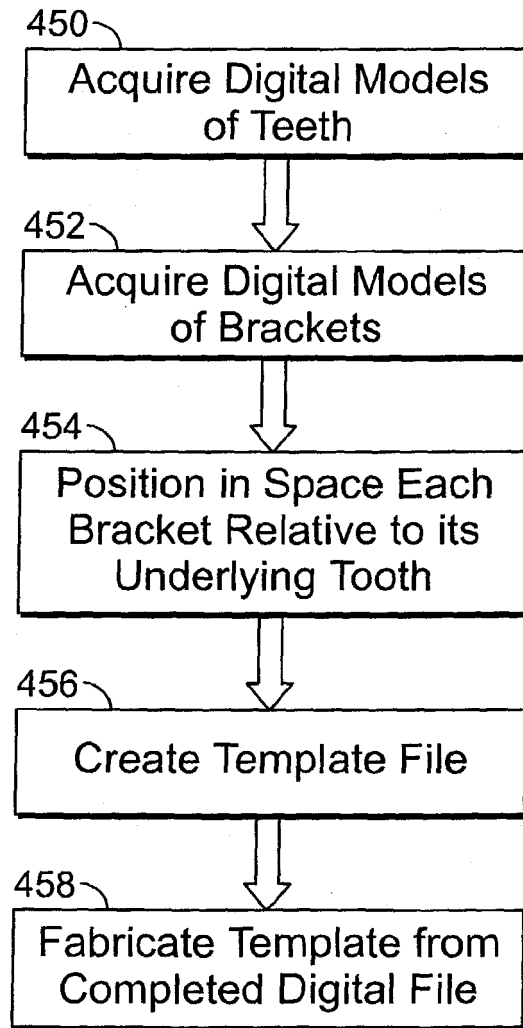 450
Acquire Digital Models
of Teeth
452
Acquire Digital Models
of Brackets
454
Position in Space Each
Bracket Relative to its
Underlying Tooth
456
Create Template File
458
Fabricate Template from
Completed Digital File